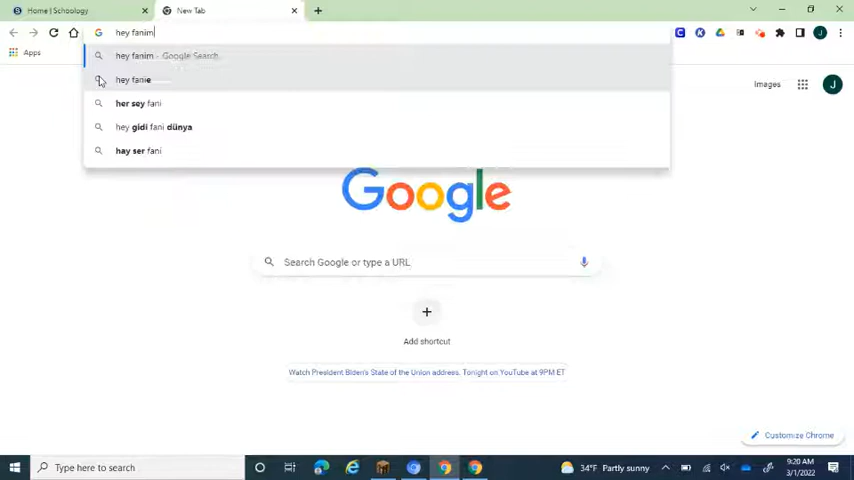 Home | Schoology
New Tab
hey fanim
Apps
hey fanim - Google Search
hey fanie
her sey fani
hey gidi fani dünya
hay ser fani
Images
J
Google
Search Google or type a URL
Add shortcut
Watch President Biden's State of the Union address. Tonight on YouTube at 9PM ET
Customize Chrome
Type here to search
34°F Partly sunny
9:20 AM
3/1/2022